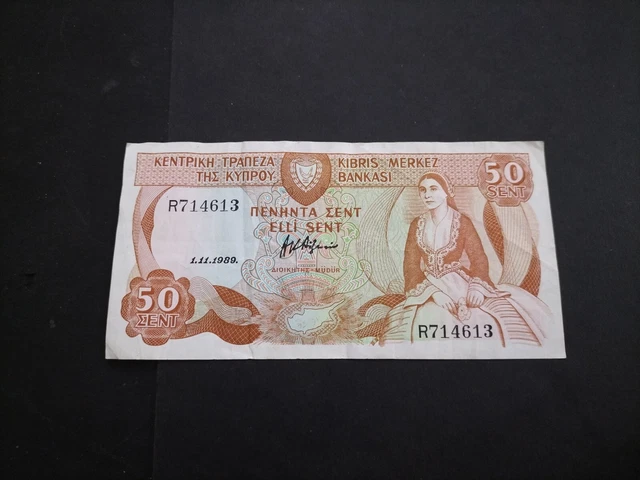 ΚΕΝΤΡΙΚΗ ΤΡΑΠΕΖΑ
ΤΗΣ ΚΥΠΡΟΥ
KIBRIS MERKEZ
BANKASI
50
SENT
R714613
ΠΕΝΗΝΤΑ ΣΕΝΤ
ELLİ SENT
1.11.1989.
ΔΙΟΙΚΗΤΗΣ-MÜDÜR
50
ΣΕΝΤ
R714613